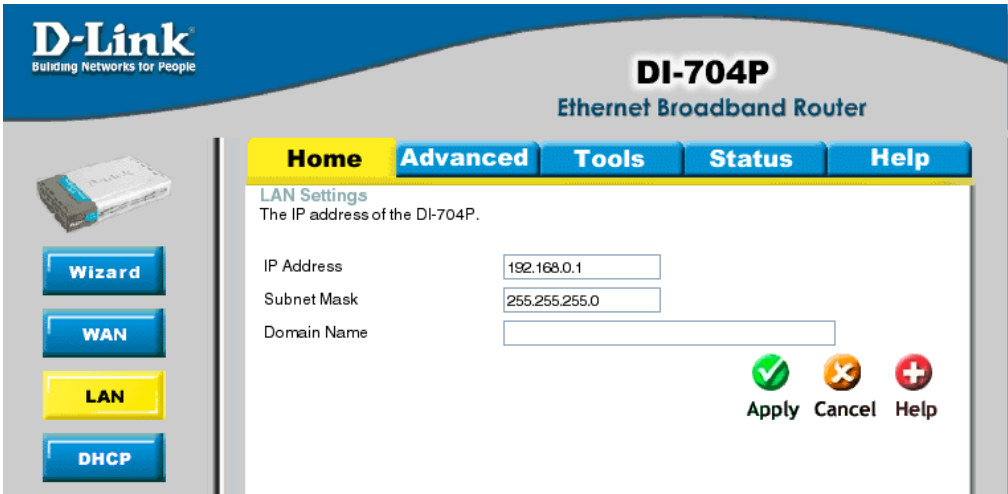 D-Link
Building Networks for People
DI-704P
Ethernet Broadband Router
Home Advanced Tools Status Help
LAN Settings
The IP address of the DI-704P.
IP Address 192.168.0.1
Subnet Mask 255.255.255.0
Domain Name
Apply Cancel Help
Wizard
WAN
LAN
DHCP